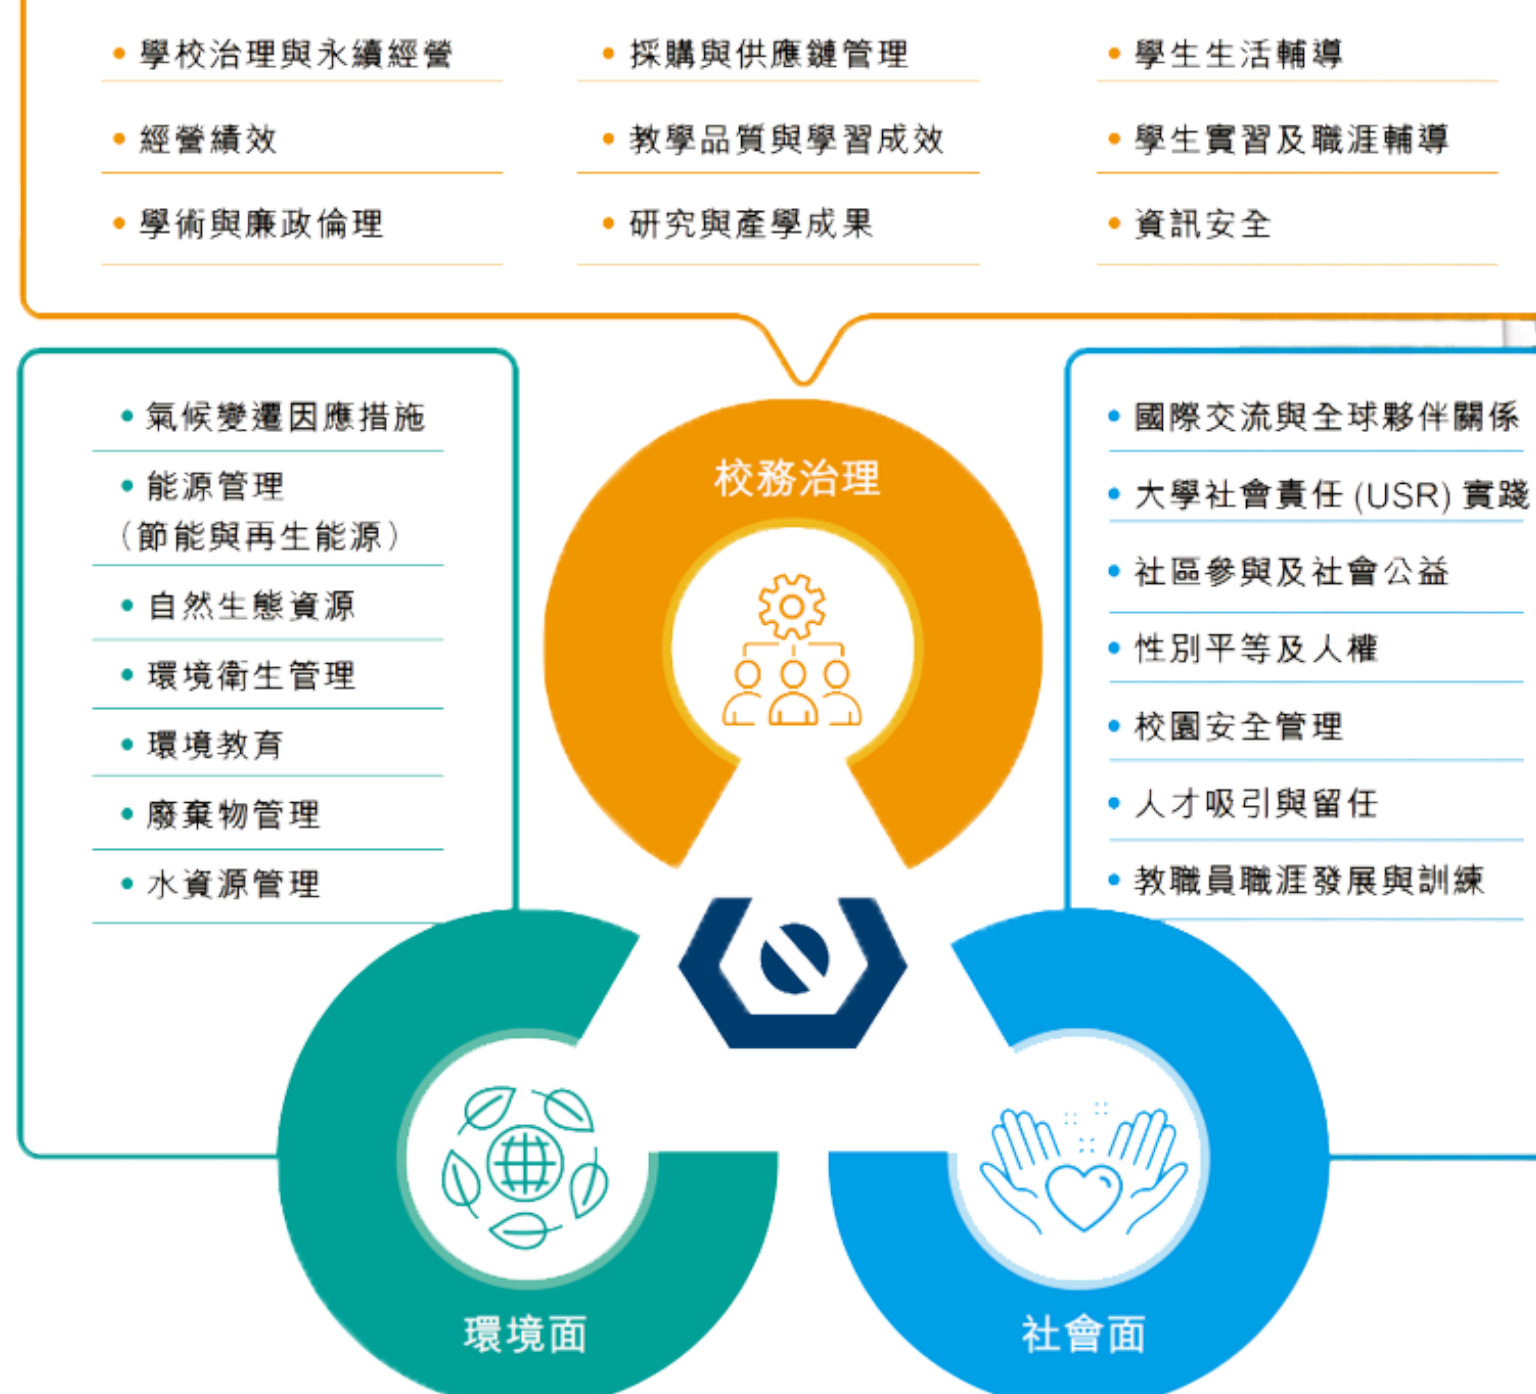 • 學校治理與永續經營
• 採購與供應鏈管理
• 學生生活輔導
• 經營績效
• 教學品質與學習成效
• 學生實習及職涯輔導
• 學術與廉政倫理
• 研究與產學成果
• 資訊安全
校務治理
• 氣候變遷因應措施
• 能源管理
（節能與再生能源）
• 自然生態資源
• 環境衛生管理
• 環境教育
• 廢棄物管理
• 水資源管理
環境面
• 國際交流與全球夥伴關係
• 大學社會責任 (USR) 實踐
• 社區參與及社會公益
• 性別平等及人權
• 校園安全管理
• 人才吸引與留任
• 教職員職涯發展與訓練
社會面